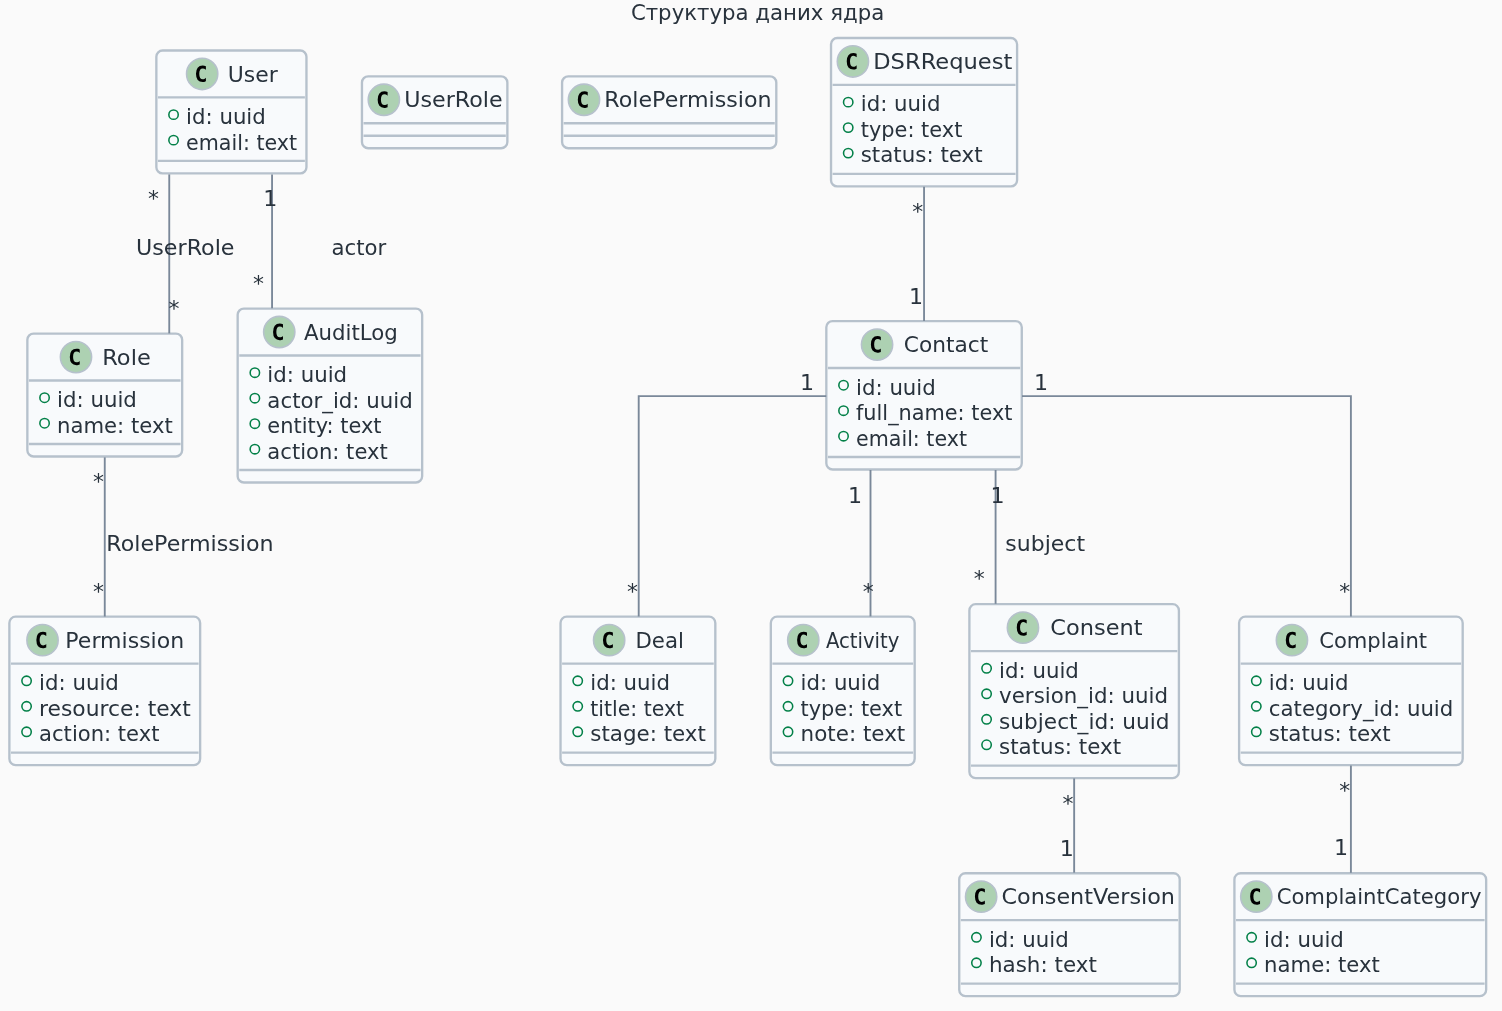 Структура даних ядра
C User
id: uuid
email: text
C UserRole
C RolePermission
C DSRRequest
id: uuid
type: text
status: text
*
*
UserRole
1
*
actor
*
1
C Role
id: uuid
name: text
C AuditLog
id: uuid
actor_id: uuid
entity: text
action: text
C Contact
id: uuid
full_name: text
email: text
*
*
RolePermission
1
*
1
*
1
*
subject
1
*
C Permission
id: uuid
resource: text
action: text
C Deal
id: uuid
title: text
stage: text
C Activity
id: uuid
type: text
note: text
C Consent
id: uuid
version_id: uuid
subject_id: uuid
status: text
C Complaint
id: uuid
category_id: uuid
status: text
*
1
*
1
C ConsentVersion
id: uuid
hash: text
C ComplaintCategory
id: uuid
name: text